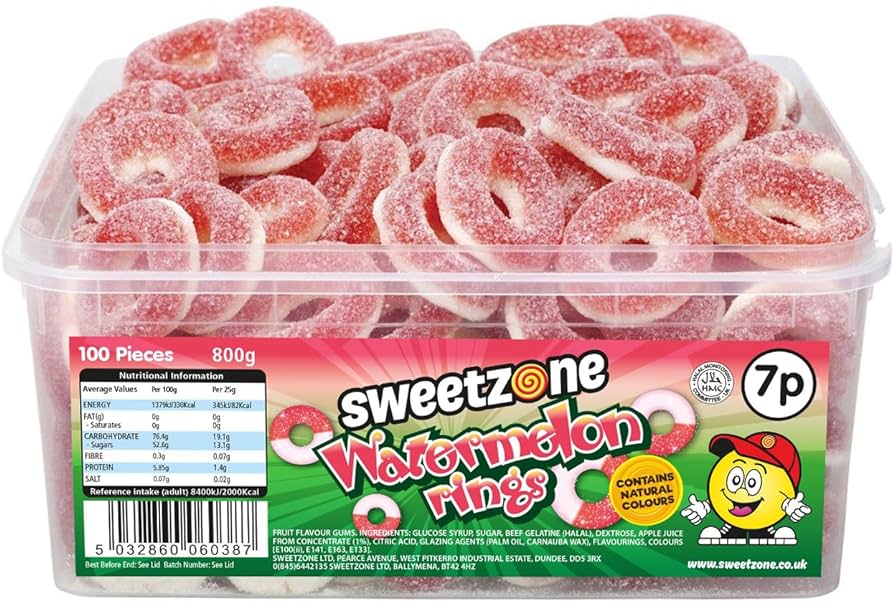 100 Pieces 800g
Nutritional Information
Average Values Per 100g Per 25g
ENERGY 1379kJ/330Kcal 345kJ/82Kcal
FAT(g) 0g 0g
- Saturates 0g 0g
CARBOHYDRATE 76.4g 19.1g
- Sugars 52.6g 13.1g
FIBRE 0.3g 0.07g
PROTEIN 5.85g 1.4g
SALT 0.07g 0.02g
Reference intake (adult) 8400kJ/2000Kcal
5 032860 060387
Best Before End: See Lid Batch Number: See Lid
sweetzone
Watermelon
rings
HALAL MONITORING
HMC
COMMITTEE - UK
7p
CONTAINS
NATURAL
COLOURS
FRUIT FLAVOUR GUMS. INGREDIENTS: GLUCOSE SYRUP, SUGAR, BEEF GELATINE (HALAL), DEXTROSE, APPLE JUICE
FROM CONCENTRATE (1%), CITRIC ACID, GLAZING AGENTS (PALM OIL, CARNAUBA WAX), FLAVOURINGS, COLOURS
[E100(ii), E141, E163, E133].
SWEETZONE LTD, PEARCE AVENUE, WEST PITKERRO INDUSTRIAL ESTATE, DUNDEE, DD5 3RX
0(845)6442135 SWEETZONE LTD, BALLYMENA, BT42 4HZ
www.sweetzone.co.uk